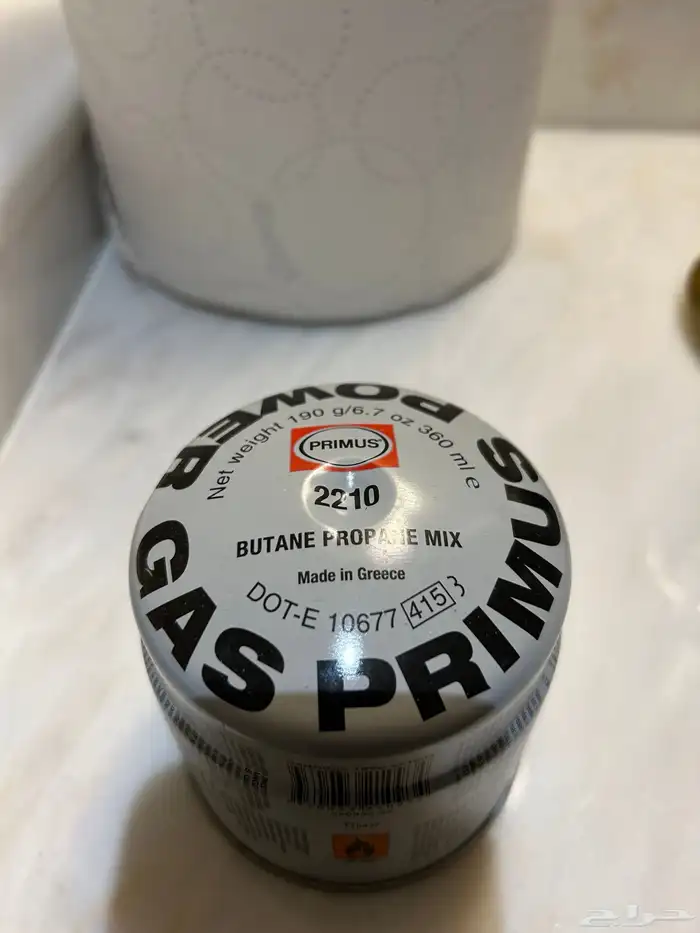 POWER GAS PRIMUS
Net weight 190 g/6.7 oz 360 ml e
PRIMUS
2210
BUTANE PROPANE MIX
Made in Greece
DOT-E 10677 415 3
حراج